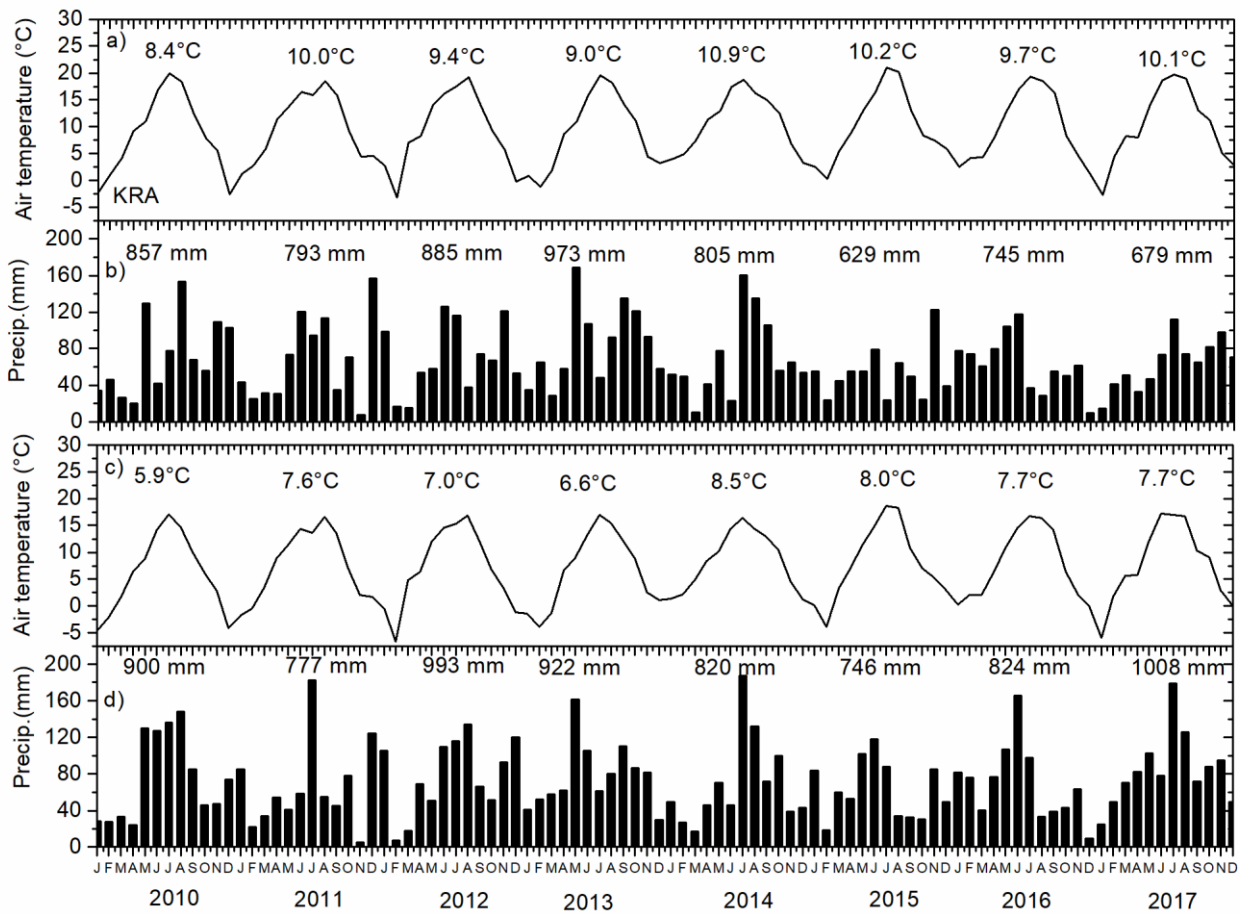 Air temperature (°C)
30
25
20
15
10
5
0
-5
a)
8.4°C 10.0°C 9.4°C 9.0°C 10.9°C 10.2°C 9.7°C 10.1°C
KRA
Precip.(mm)
200
160
120
80
40
0
857 mm 793 mm 885 mm 973 mm 805 mm 629 mm 745 mm 679 mm
b)
Air temperature (°C)
30
25
20
15
10
5
0
-5
c)
5.9°C 7.6°C 7.0°C 6.6°C 8.5°C 8.0°C 7.7°C 7.7°C
Precip.(mm)
200
160
120
80
40
0
900 mm 777 mm 993 mm 922 mm 820 mm 746 mm 824 mm 1008 mm
d)
J F M A M J J A S O N D J F M A M J J A S O N D J F M A M J J A S O N D J F M A M J J A S O N D J F M A M J J A S O N D J F M A M J J A S O N D J F M A M J J A S O N D J F M A M J J A S O N D
2010 2011 2012 2013 2014 2015 2016 2017